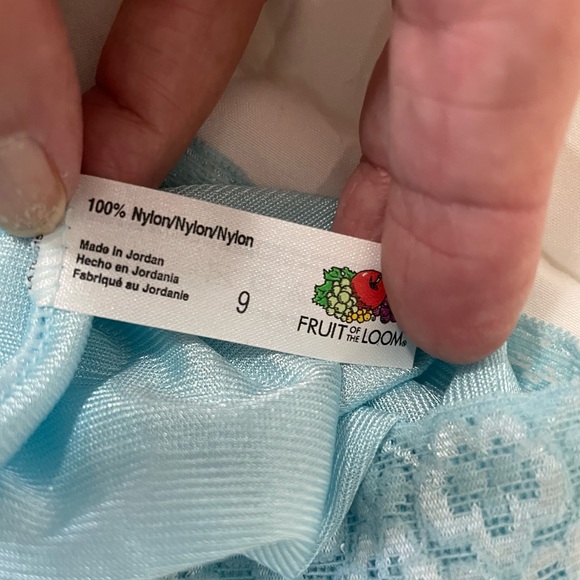 100% Nylon/Nylon/Nylon
Made in Jordan
Hecho en Jordania
Fabriqué au Jordanie
9
FRUIT OF THE LOOM®